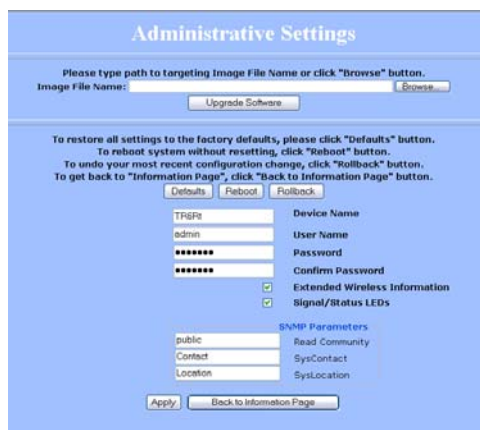 Administrative Settings
Please type path to targeting Image File Name or click "Browse" button.
Image File Name: Browse...
Upgrade Software
To restore all settings to the factory defaults, please click "Defaults" button.
To reboot system without resetting, click "Reboot" button.
To undo your most recent configuration change, click "Rollback" button.
To get back to "Information Page", click "Back to Information Page" button.
Defaults Reboot Rollback
Device Name
admin User Name
••••••• Password
••••••• Confirm Password
Extended Wireless Information
Signal/Status LEDs
SNMP Parameters
public Read Community
Contact SysContact
Location SysLocation
Apply Back to Information Page